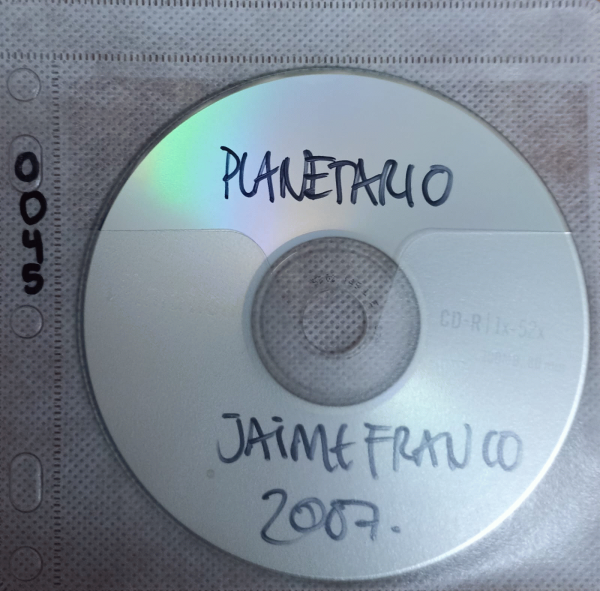 PLANETARIO
0045
CD-R | 1x-52x
JAIME FRANCO
2007.